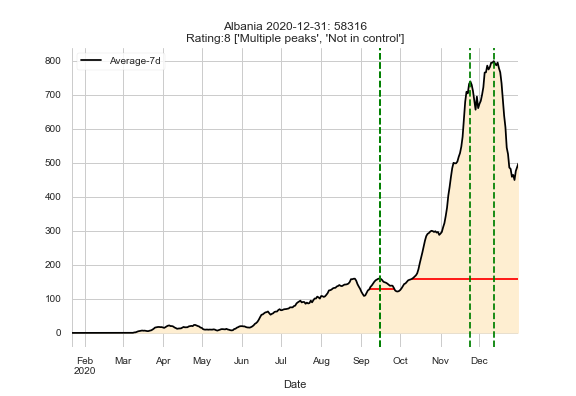 Albania 2020-12-31: 58316
Rating:8 ['Multiple peaks', 'Not in control']
Average-7d
800
700
600
500
400
300
200
100
0
Feb Mar Apr May Jun Jul Aug Sep Oct Nov Dec
2020
Date